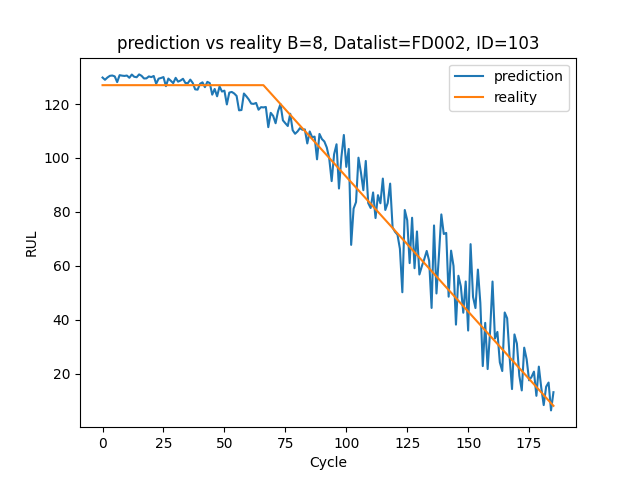 prediction vs reality B=8, Datalist=FD002, ID=103
prediction
reality
RUL
120
100
80
60
40
20
0 25 50 75 100 125 150 175
Cycle